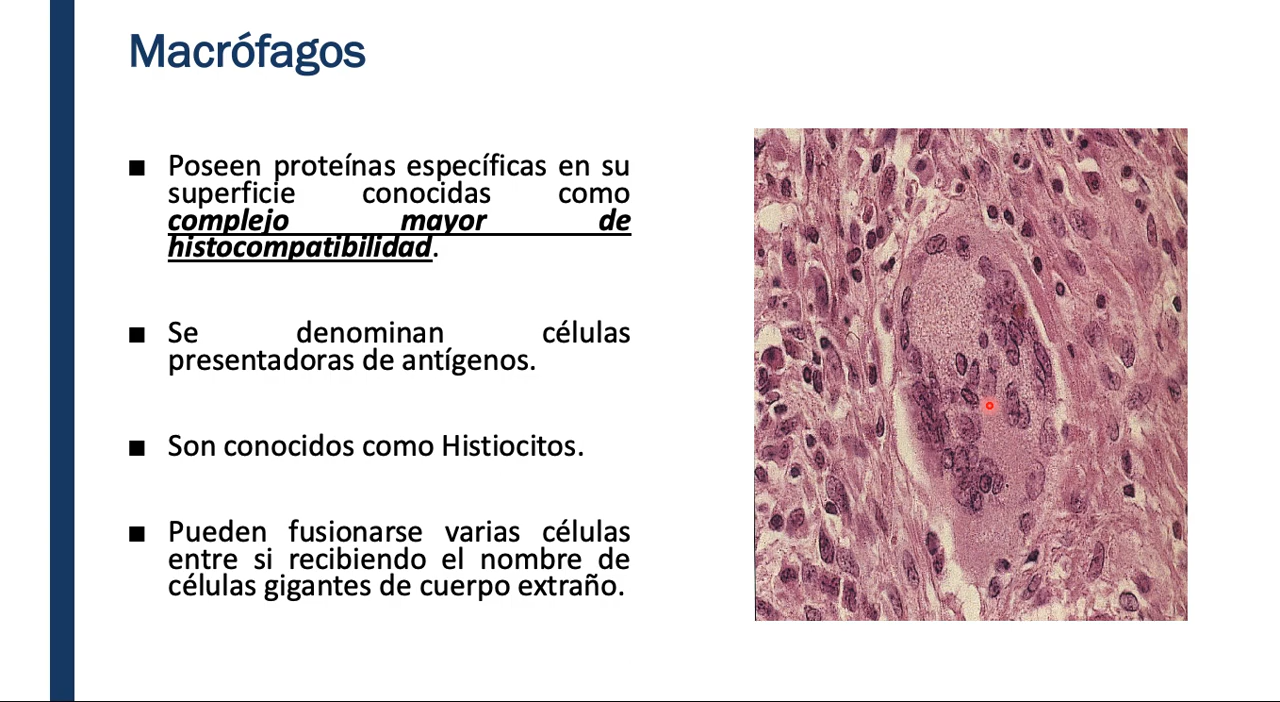 Macrófagos
■ Poseen proteínas específicas en su
superficie conocidas como
complejo mayor de
histocompatibilidad.
■ Se denominan células
presentadoras de antígenos.
■ Son conocidos como Histiocitos.
■ Pueden fusionarse varias células
entre si recibiendo el nombre de
células gigantes de cuerpo extraño.